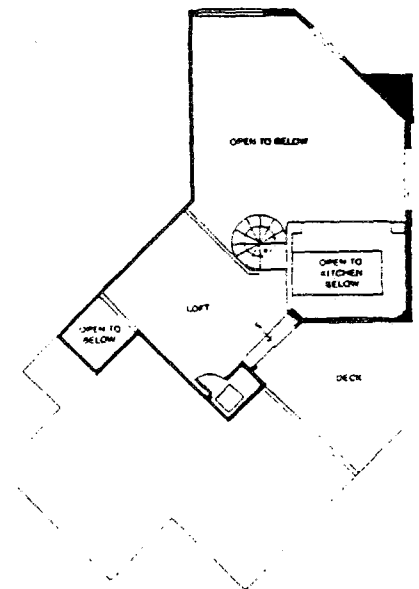 OPEN TO BELOW
OPEN TO
KITCHEN
BELOW
LOFT
OPEN TO
BELOW
DECK